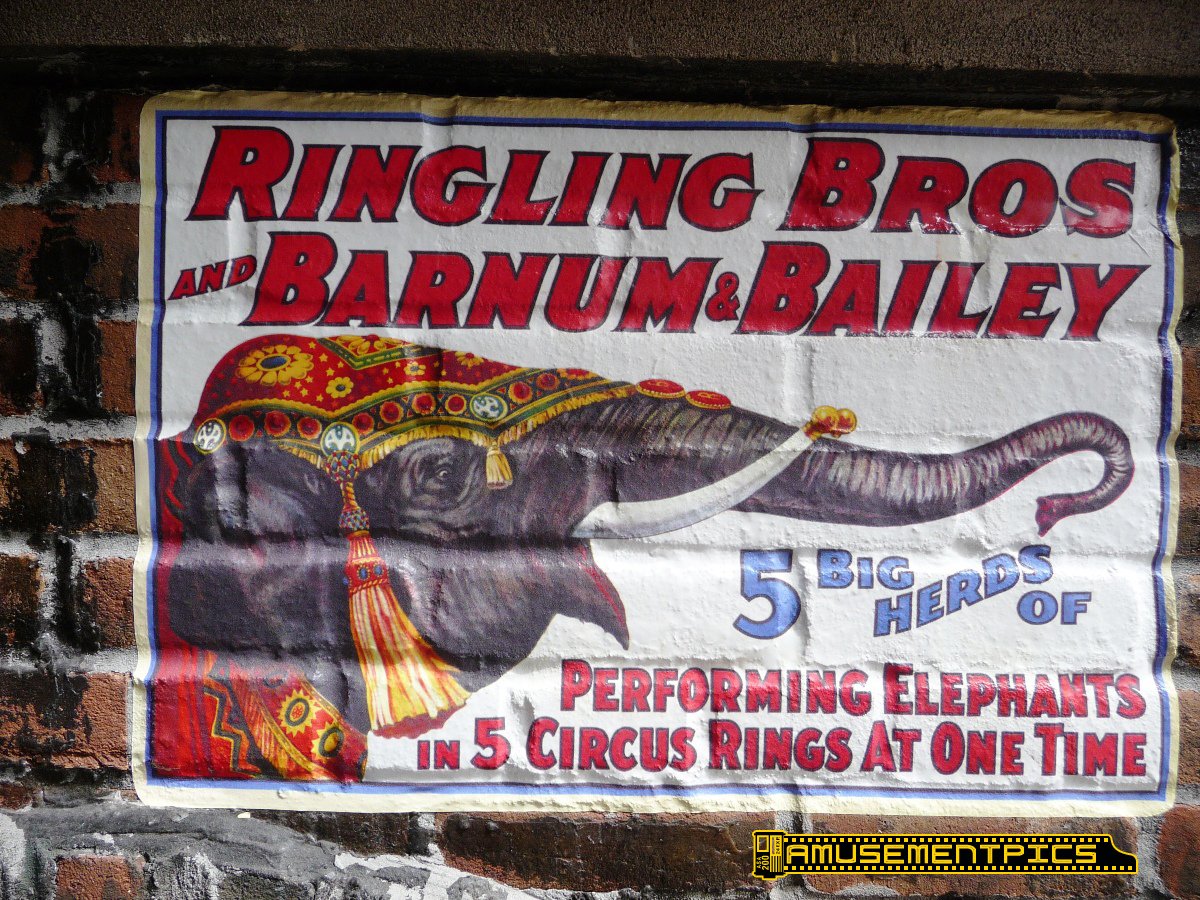 RINGLING BROS
AND BARNUM & BAILEY
5 BIG HERDS OF
PERFORMING ELEPHANTS
IN 5 CIRCUS RINGS AT ONE TIME
AMUSEMENTPICS